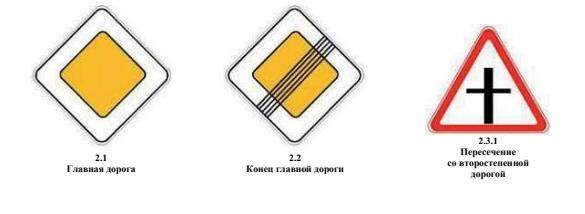 2.1
Главная дорога
2.2
Конец главной дороги
2.3.1
Пересечение
со второстепенной
дорогой